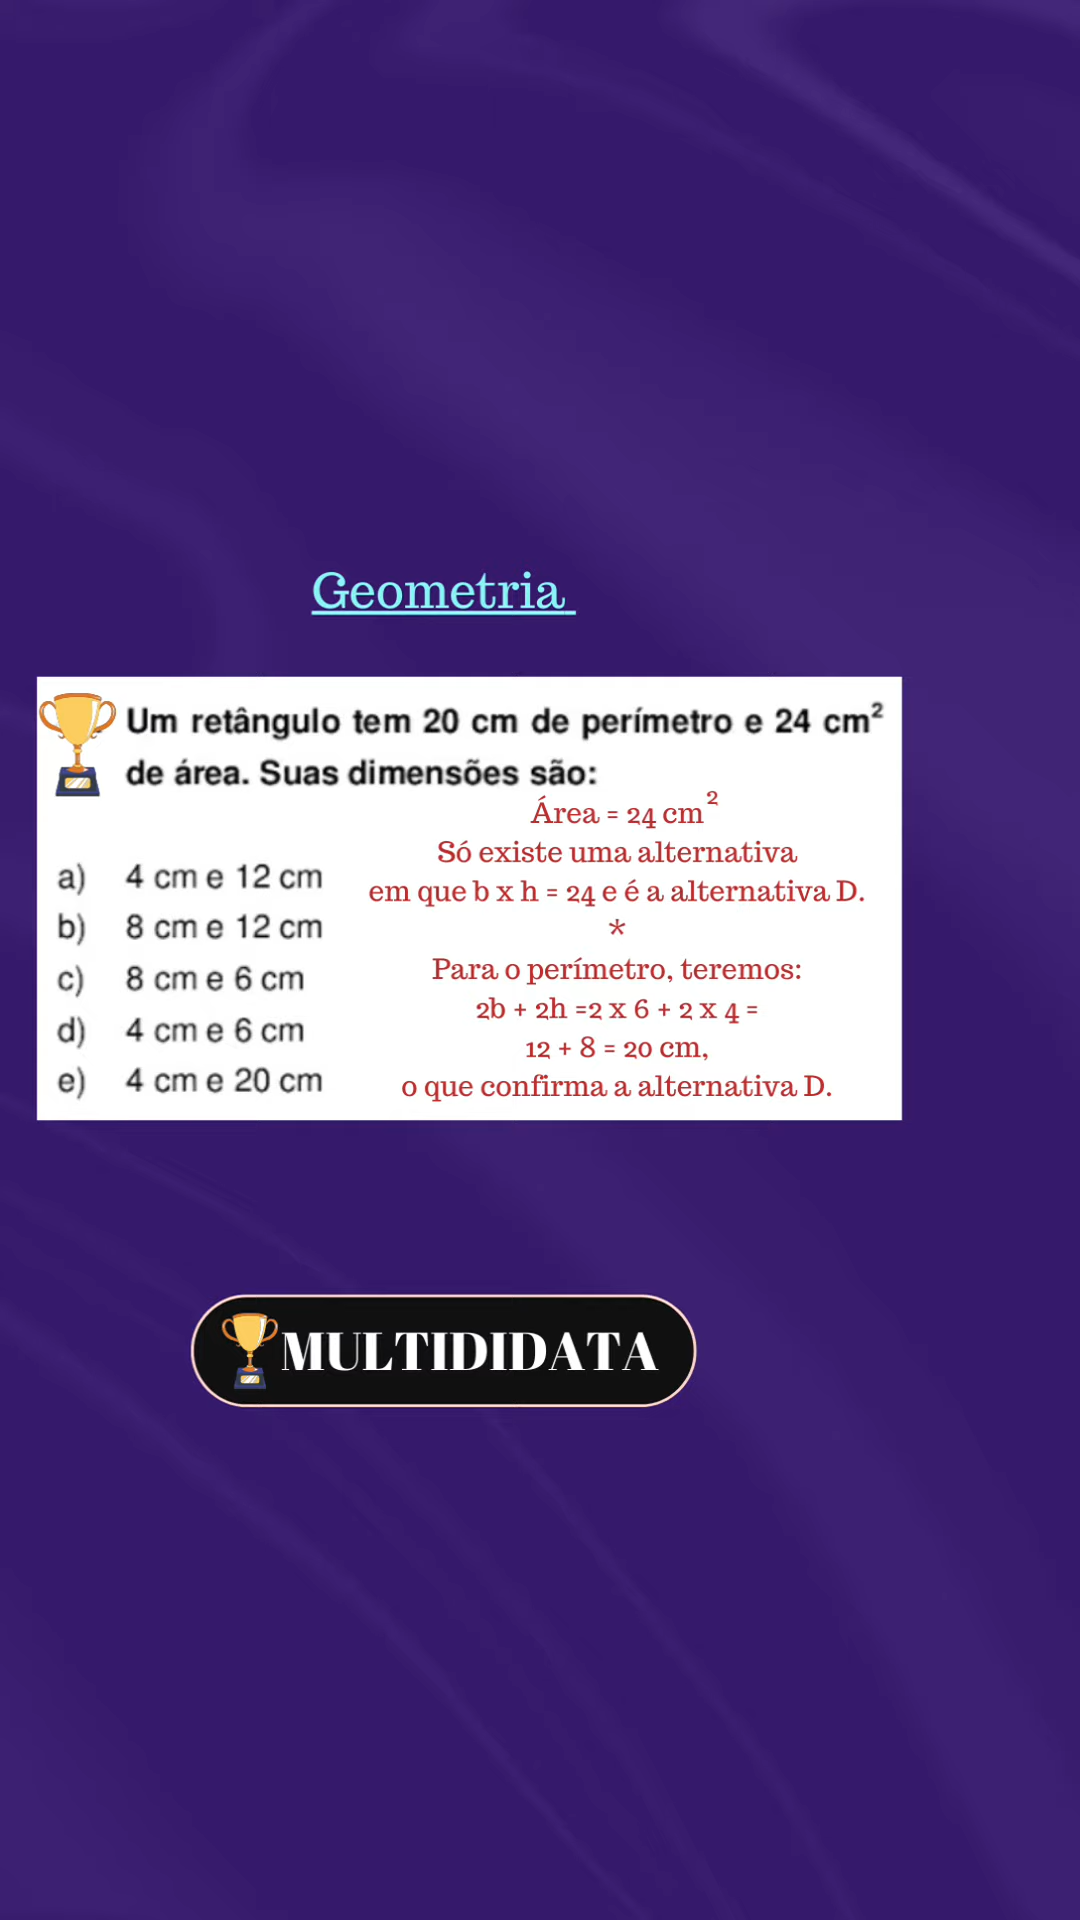 Geometria
Um retângulo tem 20 cm de perímetro e 24 cm²
de área. Suas dimensões são:
a) 4 cm e 12 cm
b) 8 cm e 12 cm
c) 8 cm e 6 cm
d) 4 cm e 6 cm
e) 4 cm e 20 cm
Área = 24 cm²
Só existe uma alternativa
em que b x h = 24 e é a alternativa D.
*
Para o perímetro, teremos:
2b + 2h =2 x 6 + 2 x 4 =
12 + 8 = 20 cm,
o que confirma a alternativa D.
MULTIDIDATA